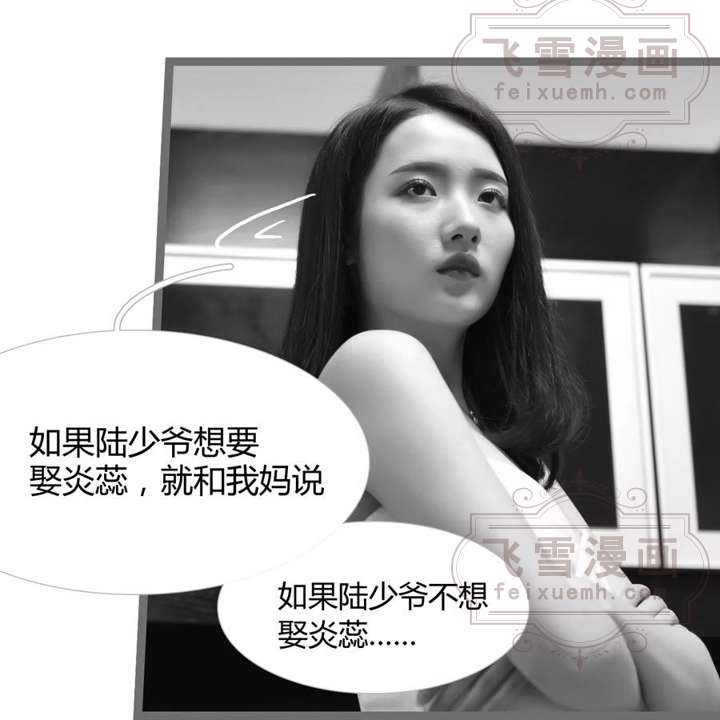 飞雪漫画
feixuemh.com
如果陆少爷想要
娶炎蕊，就和我妈说
如果陆少爷不想
娶炎蕊……
飞雪漫画
feixuemh.com